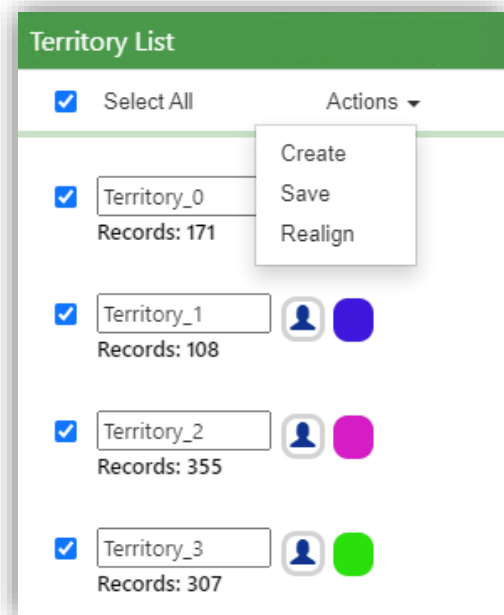 Territory List
Select All Actions
Create
Save
Realign
Territory_0
Records: 171
Territory_1
Records: 108
Territory_2
Records: 355
Territory_3
Records: 307